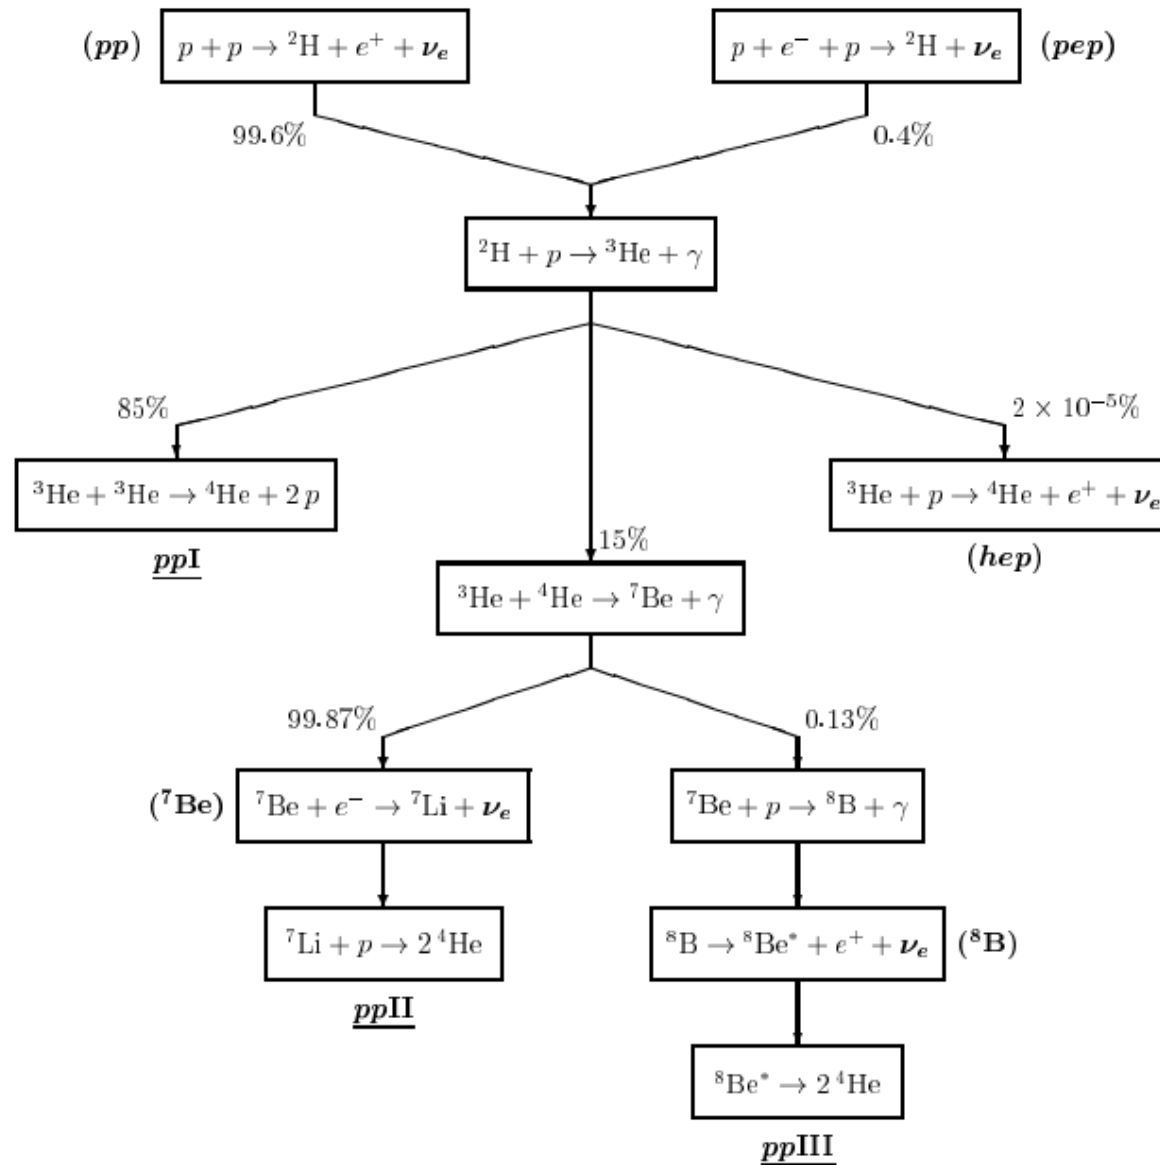 (pp) p + p → ²H + e⁺ + νₑ
p + e⁻ + p → ²H + νₑ (pep)
99.6%
0.4%
²H + p → ³He + γ
85%
2 × 10⁻⁵%
³He + ³He → ⁴He + 2 p
³He + p → ⁴He + e⁺ + νₑ
ppI
15%
(hep)
³He + ⁴He → ⁷Be + γ
99.87%
0.13%
(⁷Be) ⁷Be + e⁻ → ⁷Li + νₑ
⁷Be + p → ⁸B + γ
⁷Li + p → 2 ⁴He
⁸B → ⁸Be* + e⁺ + νₑ (⁸B)
ppII
⁸Be* → 2 ⁴He
ppIII